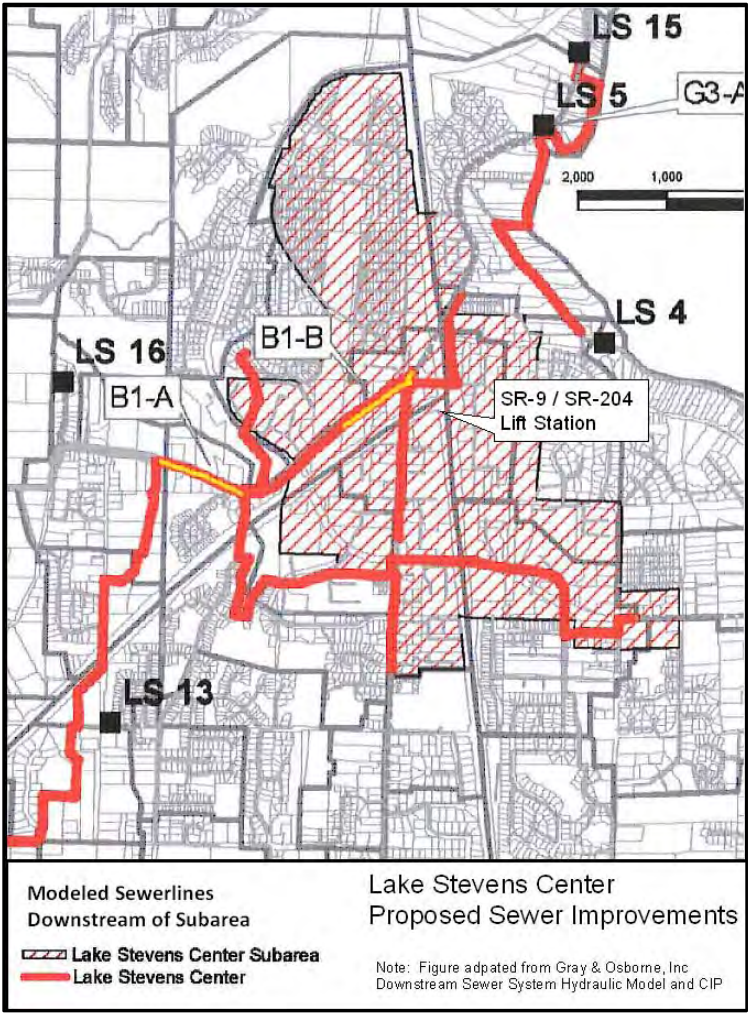 LS 15
LS 5
G3-A
2,000
1,000
LS 4
B1-B
LS 16
B1-A
SR-9 / SR-204
Lift Station
LS 13
Modeled Sewerlines
Downstream of Subarea
Lake Stevens Center Subarea
Lake Stevens Center
Lake Stevens Center
Proposed Sewer Improvements
Note: Figure adpated from Gray & Osborne, Inc
Downstream Sewer System Hydraulic Model and CIP